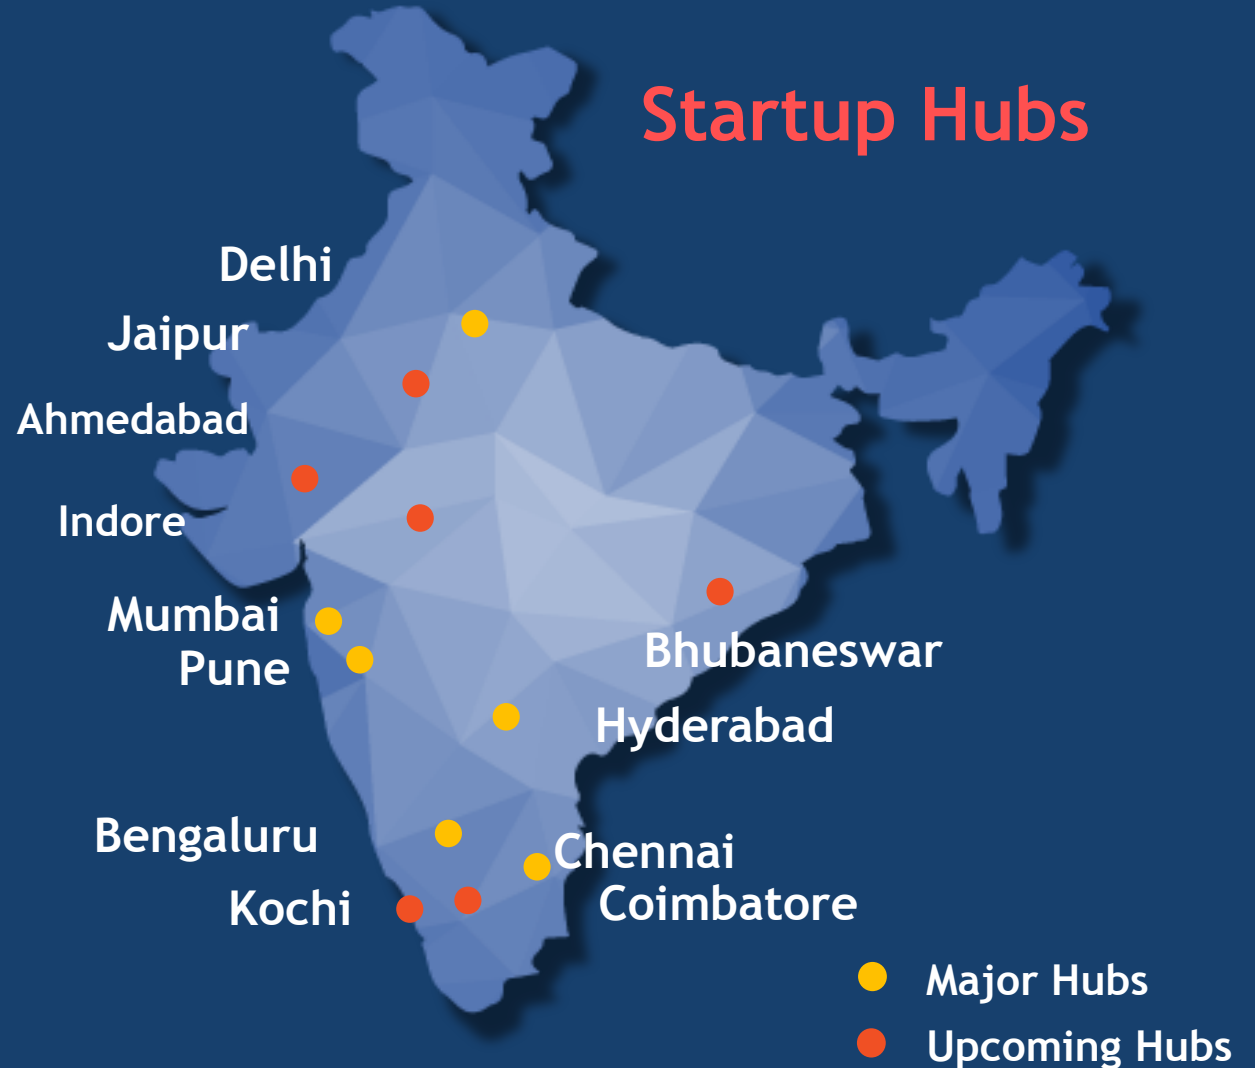 Startup Hubs
Delhi
Jaipur
Ahmedabad
Indore
Mumbai
Pune
Bhubaneswar
Hyderabad
Bengaluru
Chennai
Kochi
Coimbatore
Major Hubs
Upcoming Hubs